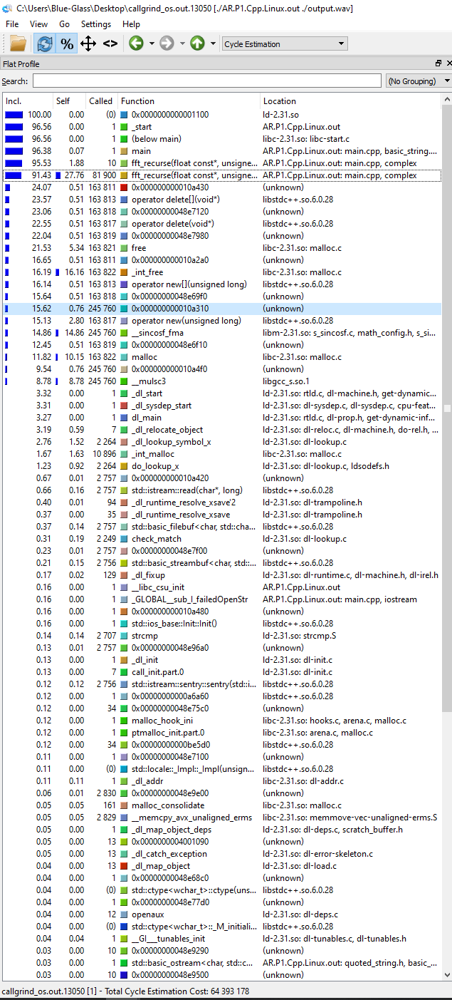 C:\Users\Blue-Glass\Desktop\callgrind_os.out.13050 [./AR.P1.Cpp.Linux.out ./output.wav]
File View Go Settings Help
% <> Cycle Estimation
Flat Profile
Search: (No Grouping)
Incl. Self Called Function Location
100.00 0.00 (0) 0x0000000000001100 ld-2.31.so
96.56 0.00 1 _start AR.P1.Cpp.Linux.out
96.56 0.00 1 (below main) libc-2.31.so: libc-start.c
96.38 0.07 1 main AR.P1.Cpp.Linux.out: main.cpp, basic_string....
95.53 1.88 10 fft_recurse(float const*, unsigne... AR.P1.Cpp.Linux.out: main.cpp, complex
91.43 27.76 81 900 fft_recurse(float const*, unsigne... AR.P1.Cpp.Linux.out: main.cpp, complex
24.07 0.51 163 811 0x000000000010a430 (unknown)
23.57 0.51 163 813 operator delete[](void*) libstdc++.so.6.0.28
23.06 0.51 163 818 0x00000000048e7120 (unknown)
22.55 0.51 163 817 operator delete(void*) libstdc++.so.6.0.28
22.04 0.51 163 819 0x00000000048e7980 (unknown)
21.53 5.34 163 821 free libc-2.31.so: malloc.c
16.65 0.51 163 811 0x000000000010a2a0 (unknown)
16.19 16.16 163 822 _int_free libc-2.31.so: malloc.c
16.14 0.51 163 813 operator new[](unsigned long) libstdc++.so.6.0.28
15.64 0.51 163 818 0x00000000048e69f0 (unknown)
15.62 0.76 245 760 0x000000000010a310 (unknown)
15.13 2.80 163 817 operator new(unsigned long) libstdc++.so.6.0.28
14.86 14.86 245 760 __sincosf_fma libm-2.31.so: s_sincosf.c, math_config.h, s_si...
12.45 0.51 163 819 0x00000000048e6f10 (unknown)
11.82 10.15 163 822 malloc libc-2.31.so: malloc.c
9.54 0.76 245 760 0x000000000010a4f0 (unknown)
8.78 8.78 245 760 __mulsc3 libgcc_s.so.1
3.32 0.00 1 _dl_start ld-2.31.so: rtld.c, dl-machine.h, get-dynamic...
3.31 0.00 1 _dl_sysdep_start ld-2.31.so: dl-sysdep.c, dl-sysdep.c, cpu-feat...
3.27 0.00 1 dl_main ld-2.31.so: rtld.c, dl-prop.h, get-dynamic-inf...
3.19 0.59 7 _dl_relocate_object ld-2.31.so: dl-reloc.c, dl-machine.h, do-rel.h, ...
2.76 1.52 2 264 _dl_lookup_symbol_x ld-2.31.so: dl-lookup.c
1.67 1.63 10 896 _int_malloc libc-2.31.so: malloc.c
1.23 0.92 2 264 do_lookup_x ld-2.31.so: dl-lookup.c, ldsodefs.h
0.67 0.01 2 757 0x000000000010a420 (unknown)
0.66 0.16 2 757 std::istream::read(char*, long) libstdc++.so.6.0.28
0.40 0.01 94 _dl_runtime_resolve_xsave'2 ld-2.31.so: dl-trampoline.h
0.37 0.00 35 _dl_runtime_resolve_xsave ld-2.31.so: dl-trampoline.h
0.37 0.14 2 757 std::basic_filebuf<char, std::cha... libstdc++.so.6.0.28
0.31 0.19 2 249 check_match ld-2.31.so: dl-lookup.c
0.23 0.01 2 757 0x00000000048e7f00 (unknown)
0.21 0.15 2 756 std::basic_streambuf<char, std::... libstdc++.so.6.0.28
0.17 0.02 129 _dl_fixup ld-2.31.so: dl-runtime.c, dl-machine.h, dl-irel.h
0.16 0.00 1 __libc_csu_init AR.P1.Cpp.Linux.out
0.16 0.00 1 _GLOBAL__sub_I_failedOpenStr AR.P1.Cpp.Linux.out: main.cpp, iostream
0.16 0.00 1 0x000000000010a480 (unknown)
0.16 0.00 1 std::ios_base::Init::Init() libstdc++.so.6.0.28
0.14 0.14 2 707 strcmp ld-2.31.so: strcmp.S
0.13 0.01 2 757 0x00000000048e96a0 (unknown)
0.13 0.00 1 _dl_init ld-2.31.so: dl-init.c
0.13 0.00 7 call_init.part.0 ld-2.31.so: dl-init.c
0.12 0.12 2 756 std::istream::sentry::sentry(std::i... libstdc++.so.6.0.28
0.12 0.00 1 0x00000000000a6a60 libstdc++.so.6.0.28
0.12 0.00 34 0x00000000048e75c0 (unknown)
0.12 0.00 1 malloc_hook_ini libc-2.31.so: hooks.c, arena.c, malloc.c
0.12 0.00 1 ptmalloc_init.part.0 libc-2.31.so: arena.c, malloc.c
0.12 0.00 34 0x00000000000be5d0 libstdc++.so.6.0.28
0.11 0.00 1 0x00000000048e7100 (unknown)
0.11 0.00 (0) std::locale::_Impl::_Impl(unsign... libstdc++.so.6.0.28
0.11 0.11 1 _dl_addr libc-2.31.so: dl-addr.c
0.06 0.01 2 830 0x00000000048e9e00 (unknown)
0.05 0.05 161 malloc_consolidate libc-2.31.so: malloc.c
0.05 0.05 2 829 __memcpy_avx_unaligned_erms libc-2.31.so: memmove-vec-unaligned-erms.S
0.05 0.00 1 _dl_map_object_deps ld-2.31.so: dl-deps.c, scratch_buffer.h
0.05 0.00 13 0x0000000004001090 (unknown)
0.05 0.00 13 _dl_catch_exception ld-2.31.so: dl-error-skeleton.c
0.04 0.00 13 _dl_map_object ld-2.31.so: dl-load.c
0.04 0.00 1 0x00000000048e68c0 (unknown)
0.04 0.00 (0) std::ctype<wchar_t>::ctype(uns... libstdc++.so.6.0.28
0.04 0.00 1 0x00000000048e77d0 (unknown)
0.04 0.00 12 openaux ld-2.31.so: dl-deps.c
0.04 0.00 (0) std::ctype<wchar_t>::_M_initiali... libstdc++.so.6.0.28
0.04 0.04 1 __GI___tunables_init ld-2.31.so: dl-tunables.c, dl-tunables.h
0.03 0.00 10 0x00000000048e9290 (unknown)
0.03 0.00 1 std::basic_ostream<char, std::c... AR.P1.Cpp.Linux.out: quoted_string.h, basic_...
0.03 0.00 10 0x00000000048e9500 (unknown)
callgrind_os.out.13050 [1] - Total Cycle Estimation Cost: 64 393 178